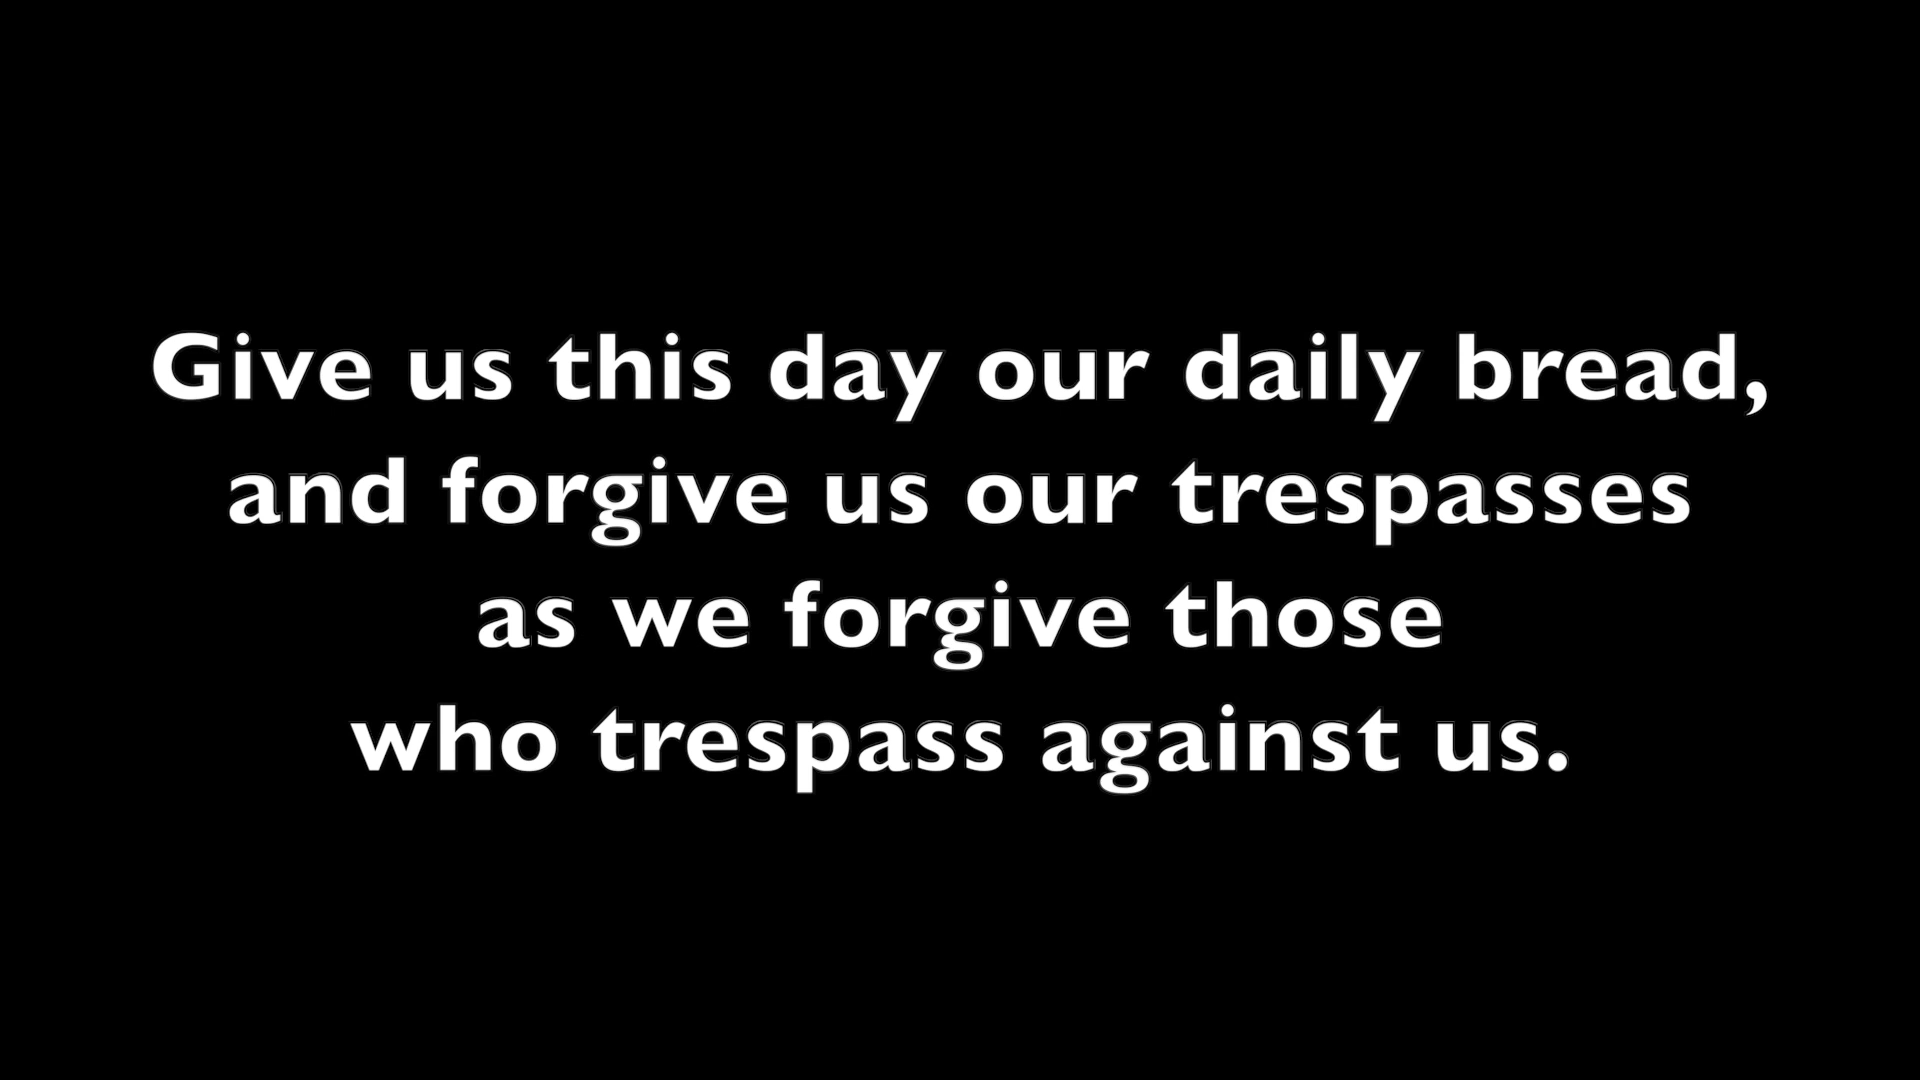 Give us this day our daily bread,
and forgive us our trespasses
as we forgive those
who trespass against us.